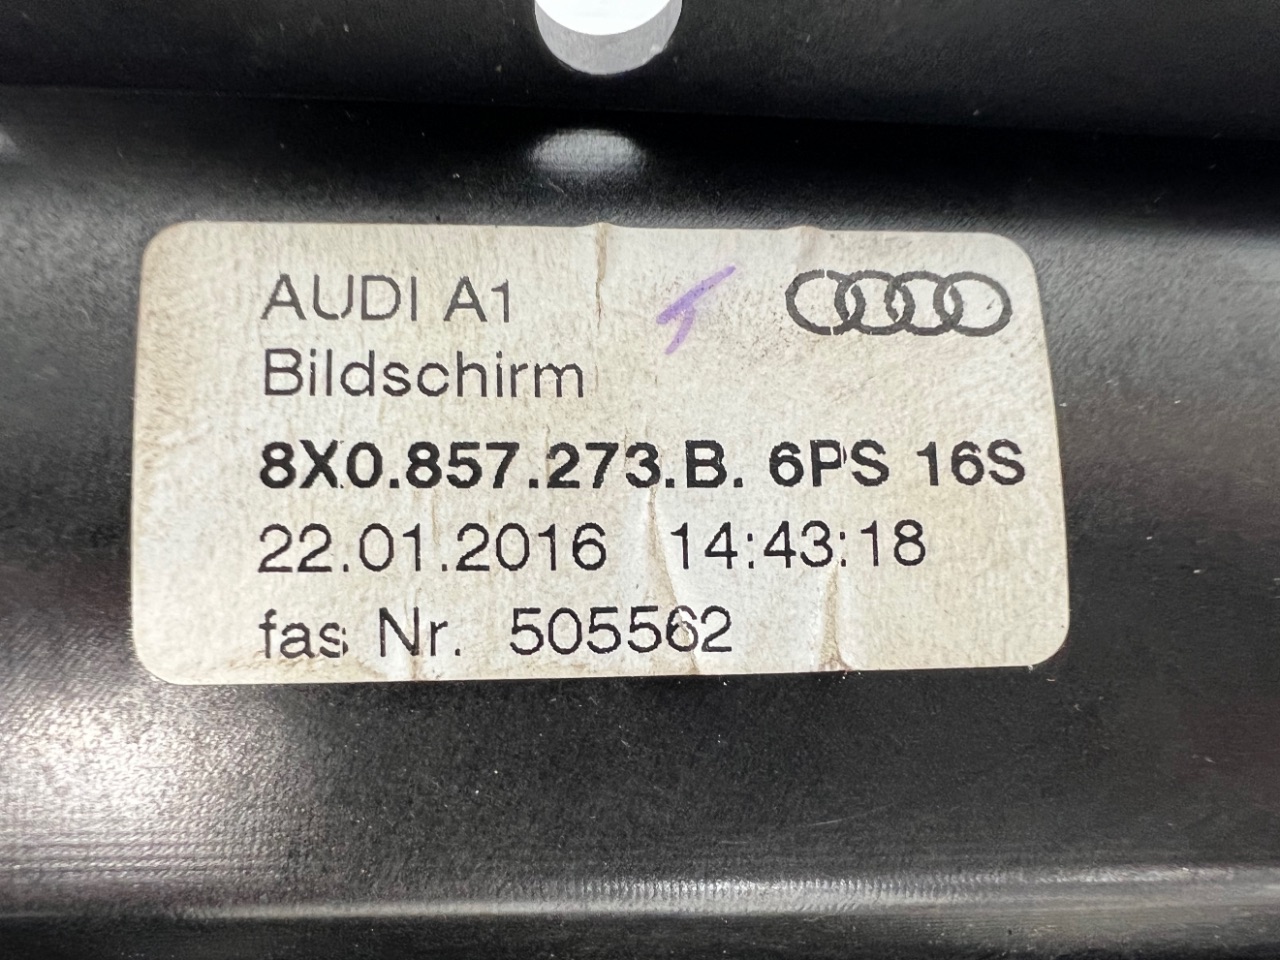 AUDI A1
Bildschirm
8X0.857.273.B. 6PS 16S
22.01.2016 14:43:18
fas Nr. 505562